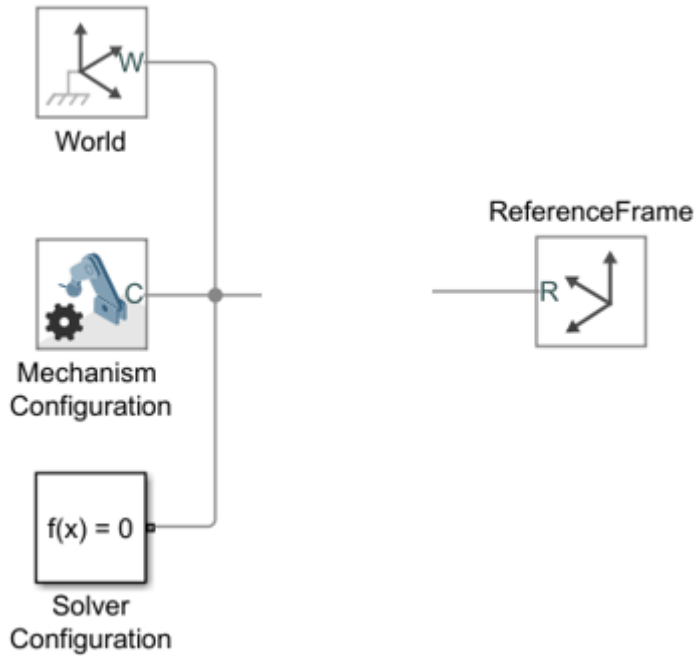 W
World
ReferenceFrame
C
R
Mechanism
Configuration
f(x) = 0
Solver
Configuration